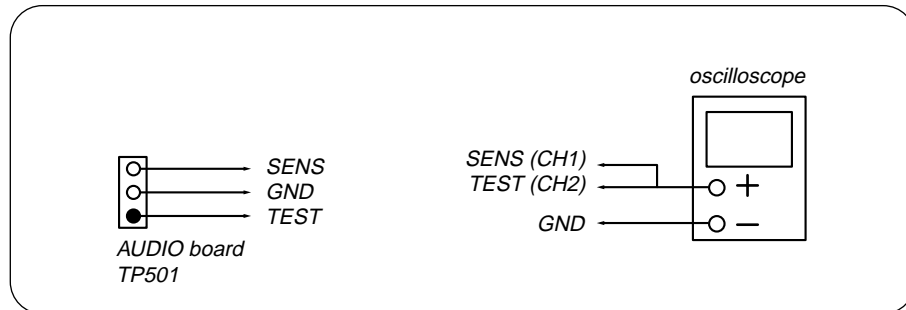 oscilloscope
SENS
GND
TEST
AUDIO board
TP501
SENS (CH1)
TEST (CH2)
GND
+
–